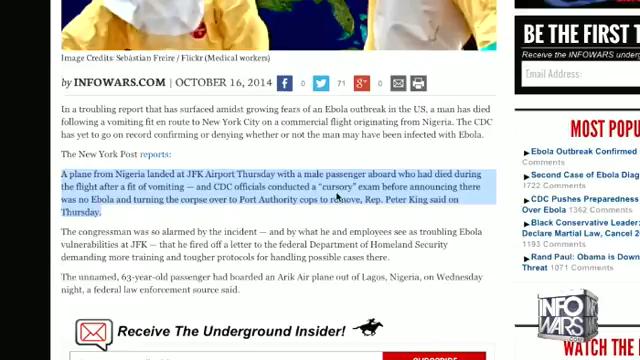 Image Credits: Sebastian Freire / Flickr (Medical workers)
by INFOWARS.COM | OCTOBER 16, 2014
0
71
0
In a troubling report that has surfaced amidst growing fears of an Ebola outbreak in the US, a man has died
following a vomiting fit en route to New York City on a commercial flight originating from Nigeria. The CDC
has yet to go on record confirming or denying whether or not the man may have been infected with Ebola.
The New York Post reports:
A plane from Nigeria landed at JFK Airport Thursday with a male passenger aboard who had died during
the flight after a fit of vomiting — and CDC officials conducted a “cursory” exam before announcing there
was no Ebola and turning the corpse over to Port Authority cops to remove, Rep. Peter King said on
Thursday.
The congressman was so alarmed by the incident — and by what he and employees see as troubling Ebola
vulnerabilities at JFK — that he fired off a letter to the federal Department of Homeland Security
demanding more training and tougher protocols for handling possible cases there.
The unnamed, 63-year-old passenger had boarded an Arik Air plane out of Lagos, Nigeria, on Wednesday
night, a federal law enforcement source said.
Receive The Underground Insider!
SUBSCRIBE
BE THE FIRST T
Receive the INFOWARS undergr
Email Address:
MOST POPU
Ebola Outbreak Confirmed
Comments
Second Case of Ebola Diag
1722 Comments
CDC Prepares
Over Ebola 1362 Comments
Black Conservative Leader:
Declare Martial Law, Cancel 2
1193 Comments
Rand Paul: Obama is Down
Threat 1071 Comments
INFO
WARS
.COM
WATCH THE